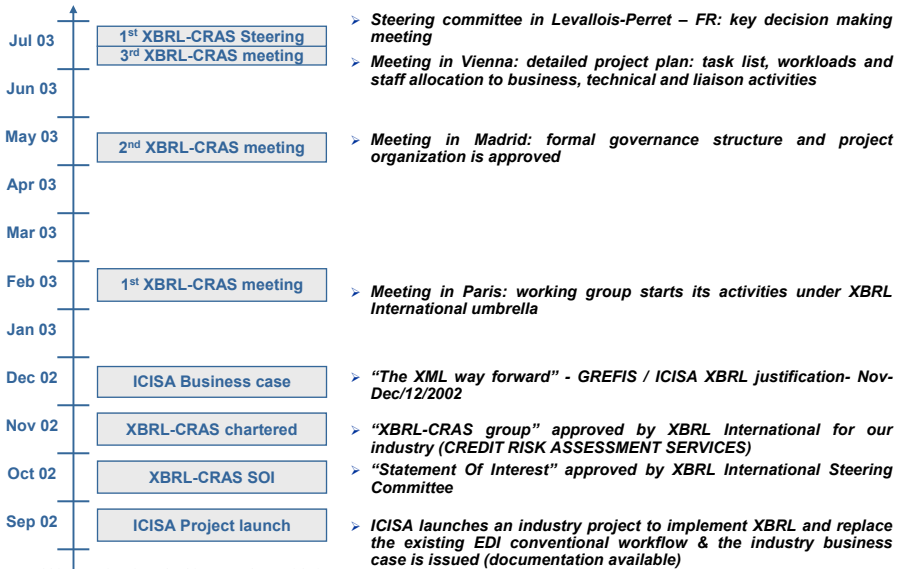 Jul 03
1st XBRL-CRAS Steering
3rd XBRL-CRAS meeting
➢ Steering committee in Levallois-Perret – FR: key decision making
meeting
➢ Meeting in Vienna: detailed project plan: task list, workloads and
staff allocation to business, technical and liaison activities
Jun 03
May 03
2nd XBRL-CRAS meeting
➢ Meeting in Madrid: formal governance structure and project
organization is approved
Apr 03
Mar 03
Feb 03
1st XBRL-CRAS meeting
➢ Meeting in Paris: working group starts its activities under XBRL
International umbrella
Jan 03
Dec 02
ICISA Business case
➢ “The XML way forward” - GREFIS / ICISA XBRL justification- Nov-
Dec/12/2002
Nov 02
XBRL-CRAS chartered
➢ “XBRL-CRAS group” approved by XBRL International for our
industry (CREDIT RISK ASSESSMENT SERVICES)
Oct 02
XBRL-CRAS SOI
➢ “Statement Of Interest” approved by XBRL International Steering
Committee
Sep 02
ICISA Project launch
➢ ICISA launches an industry project to implement XBRL and replace
the existing EDI conventional workflow & the industry business
case is issued (documentation available)